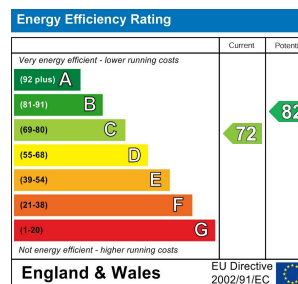 Energy Efficiency Rating
Current
Very energy efficient - lower running costs
(92 plus) A
(81-91) B
82
(69-80) C
72
(55-68) D
(39-54) E
(21-38) F
(1-20) G
Not energy efficient - higher running costs
England & Wales
EU Directive
2002/91/EC